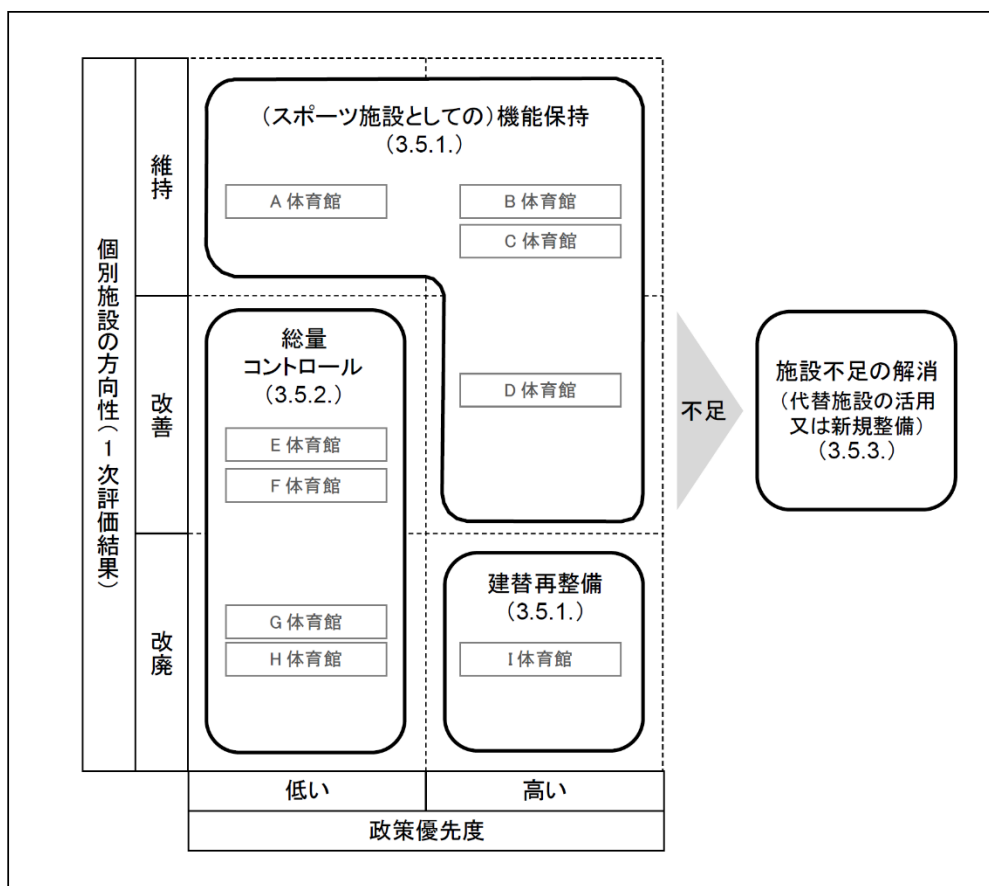 個別施設の方向性(1次評価結果)
維持
(スポーツ施設としての)機能保持
(3.5.1.)
A 体育館
B 体育館
C 体育館
改善
総量
コントロール
(3.5.2.)
D 体育館
E 体育館
F 体育館
不足
施設不足の解消
(代替施設の活用
又は新規整備)
(3.5.3.)
改廃
G 体育館
H 体育館
建替再整備
(3.5.1.)
I 体育館
低い
高い
政策優先度